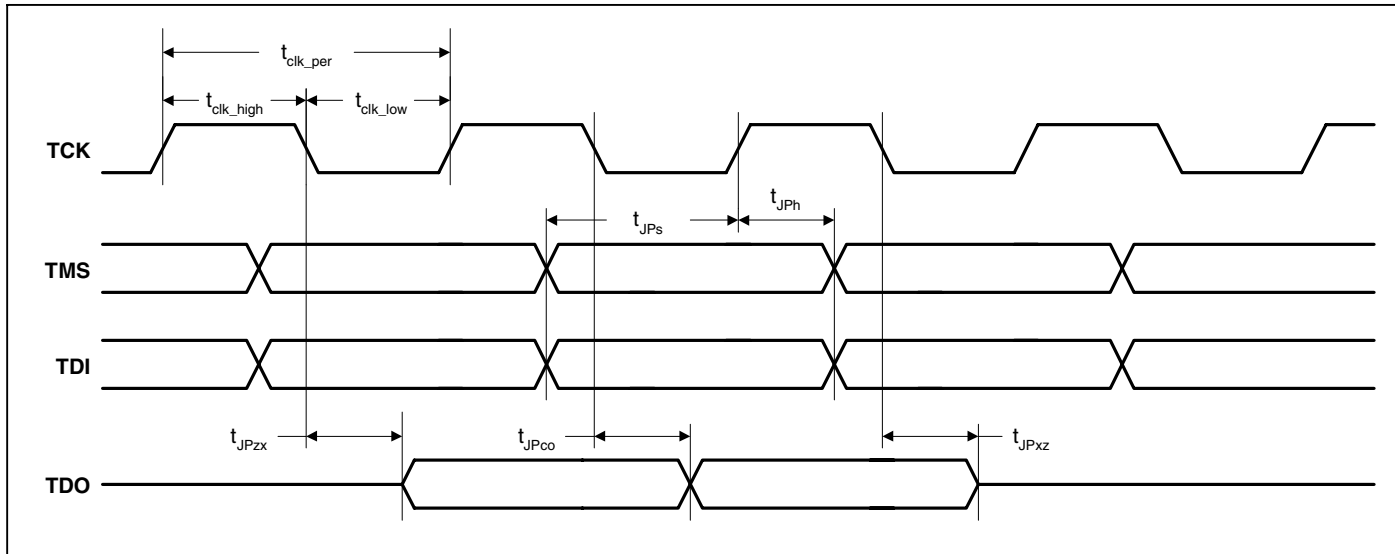 t_clk_per
t_clk_high t_clk_low
TCK
t_JPs t_JPh
TMS
TDI
t_JPzx t_JPco t_JPxz
TDO